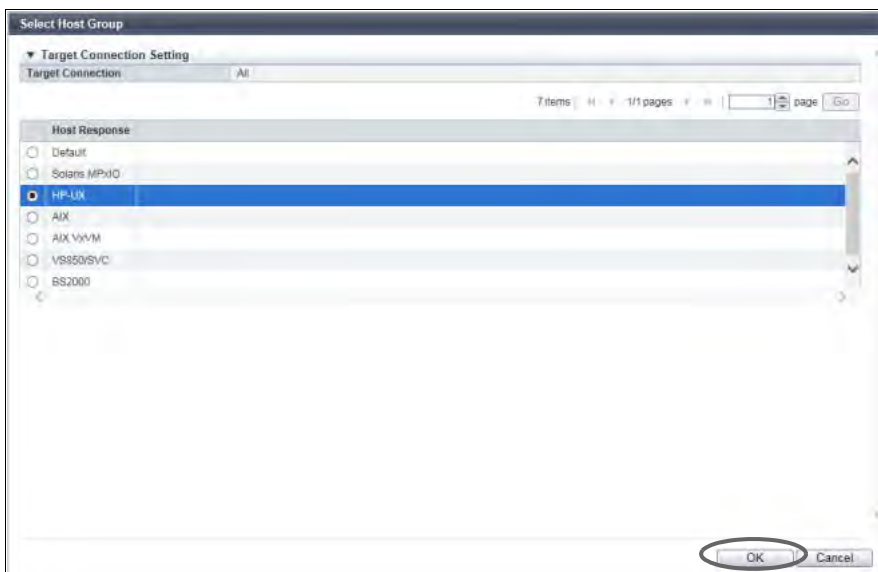 Select Host Group
Target Connection Setting
Target Connection All
7 items 1/1 pages 1 page Go
Host Response
Default
Solaris MPxIO
HP-UX
AIX
AIX VxVM
VS850/SVC
BS2000
OK Cancel